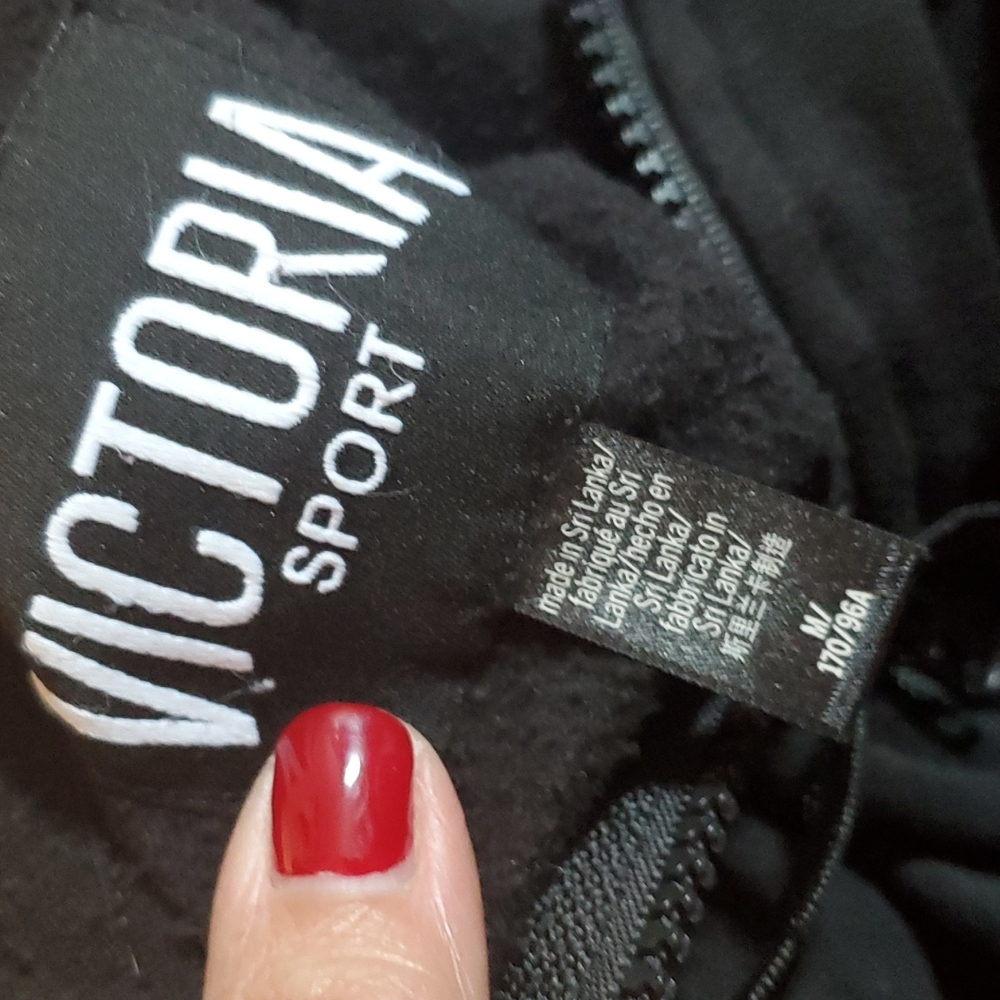 VICTORIA
SPORT
made in Sri Lanka/
fabriqué au Sri
Lanka/hecho en
Sri Lanka/
fabbricato in
Sri Lanka/
斯里兰卡制造
M/
170/96A